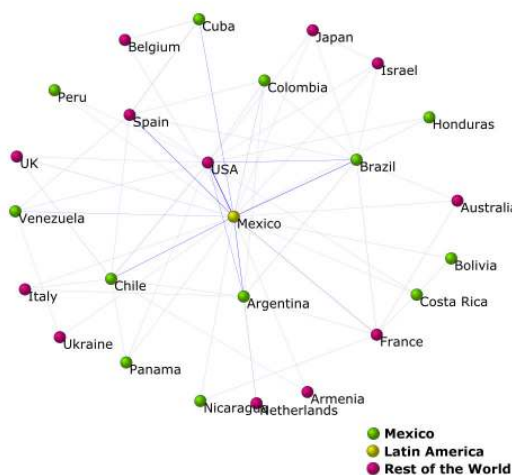 Cuba
Japan
Belgium
Israel
Colombia
Peru
Spain
Honduras
UK
USA
Brazil
Australia
Venezuela
Mexico
Bolivia
Chile
Italy
Argentina
Costa Rica
Ukraine
France
Panama
Armenia
Nicaragua
Netherlands
Mexico
Latin America
Rest of the World